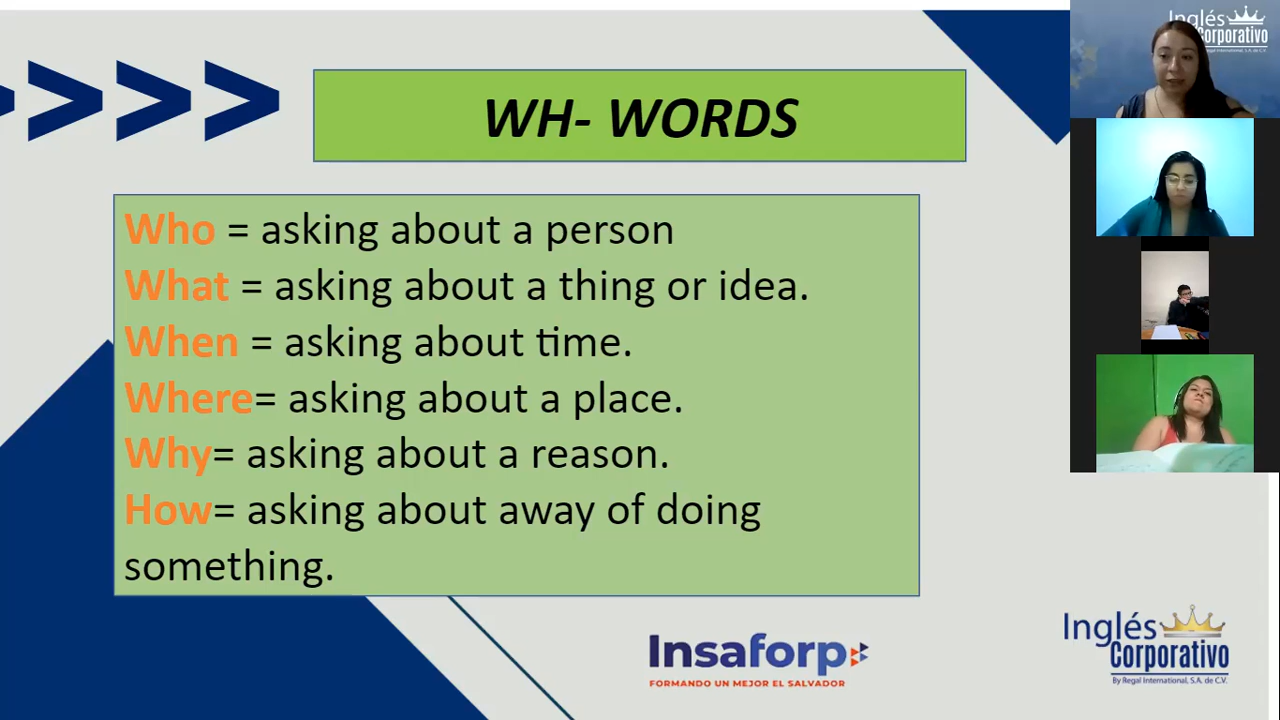 WH- WORDS
Who = asking about a person
What = asking about a thing or idea.
When = asking about time.
Where= asking about a place.
Why= asking about a reason.
How= asking about away of doing
something.
Insaforp
FORMANDO UN MEJOR EL SALVADOR
Inglés
Corporativo
By Regal International, S.A. de C.V.
Inglés
Corporativo